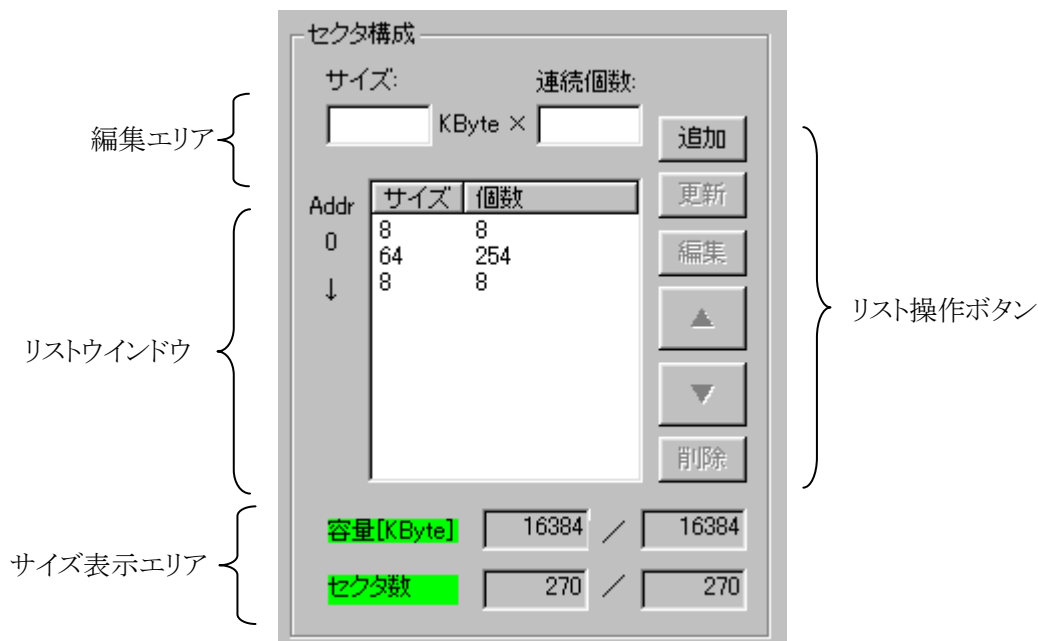 セクタ構成
サイズ: 連続個数:
編集エリア
KByte ×
追加
更新
Addr
サイズ 個数
0
8 8
64 254
↓
8 8
編集
▲
リスト操作ボタン
リストウインドウ
▼
削除
容量[KByte] 16384 / 16384
サイズ表示エリア
セクタ数 270 / 270